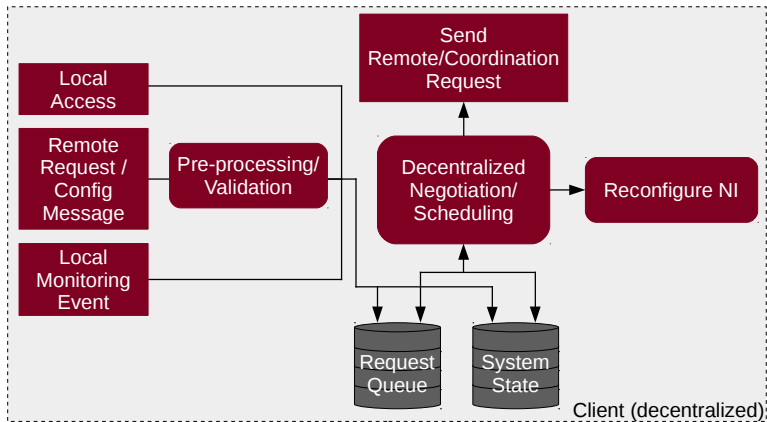 Send
Remote/Coordination
Request
Local
Access
Remote
Request /
Config
Message
Pre-processing/
Validation
Decentralized
Negotiation/
Scheduling
Reconfigure NI
Local
Monitoring
Event
Request
Queue
System
State
Client (decentralized)